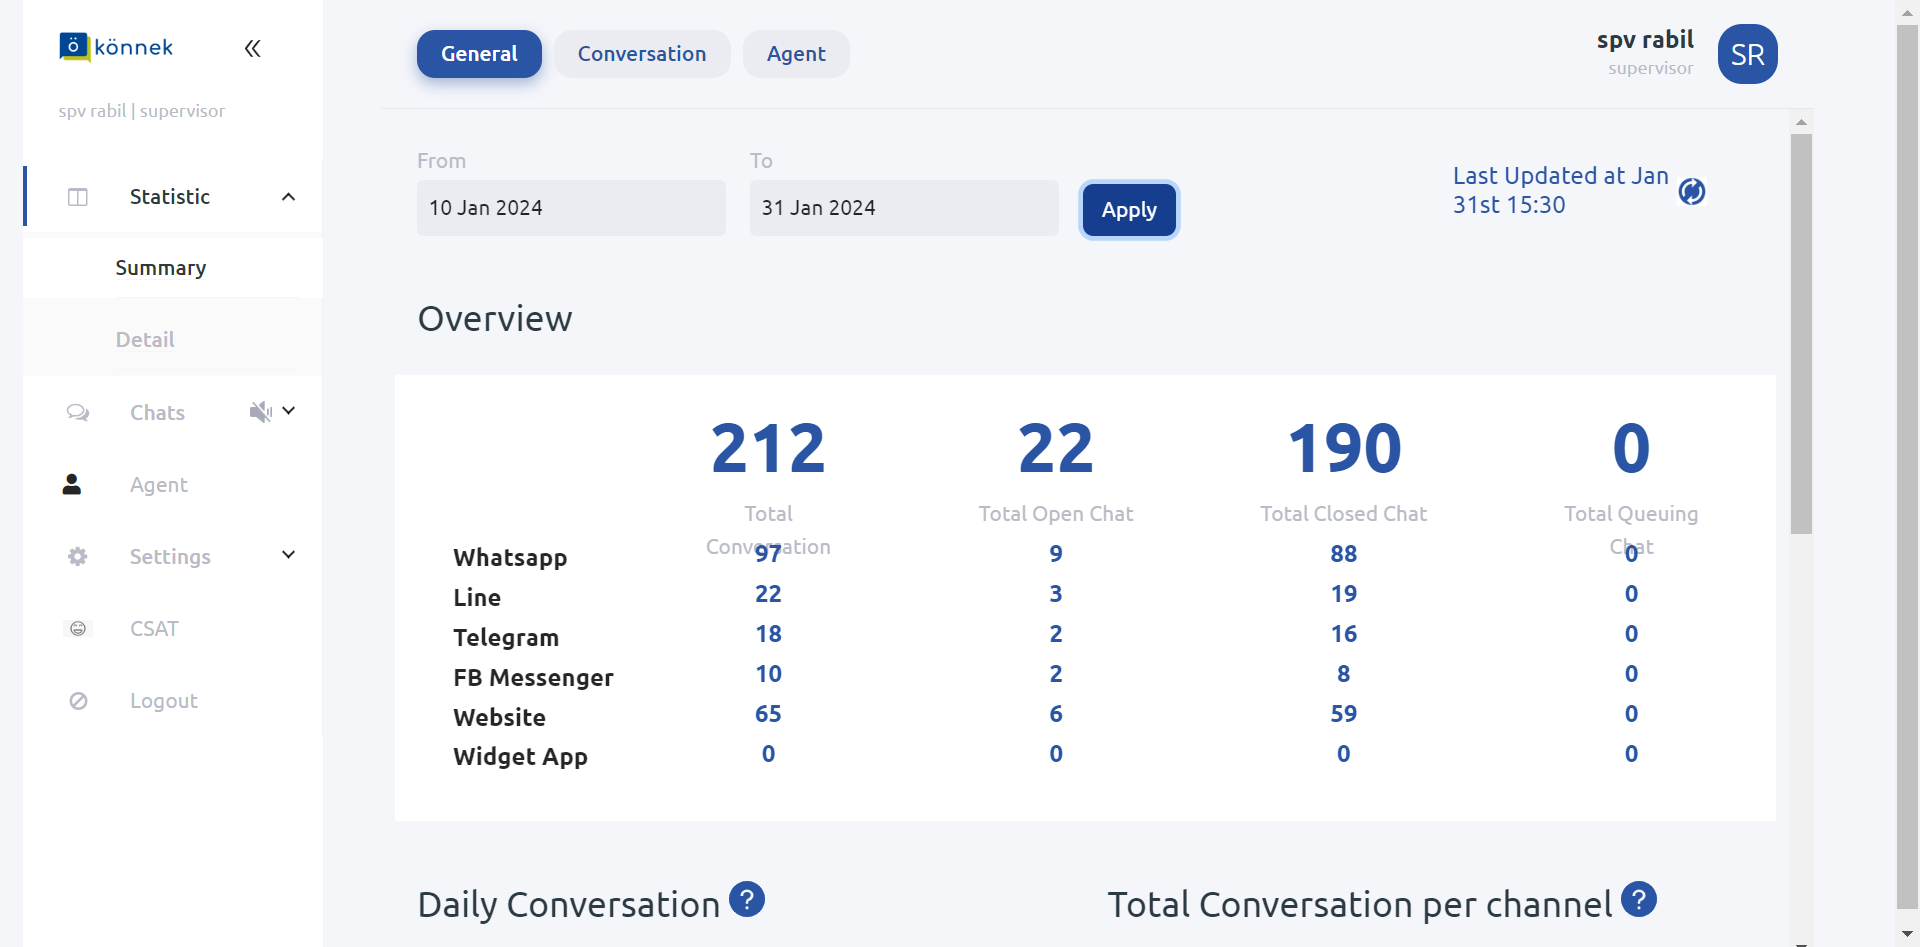 ö könnek
spv rabil | supervisor
Statistic
Summary
Detail
Chats
Agent
Settings
CSAT
Logout
General Conversation Agent
spv rabil
supervisor
SR
From To
10 Jan 2024 31 Jan 2024 Apply
Last Updated at Jan
31st 15:30
Overview
212 22 190 0
Total Total Open Chat Total Closed Chat Total Queuing
Conversation Chat
Whatsapp 97 9 88 0
Line 22 3 19 0
Telegram 18 2 16 0
FB Messenger 10 2 8 0
Website 65 6 59 0
Widget App 0 0 0 0
Daily Conversation ? Total Conversation per channel ?